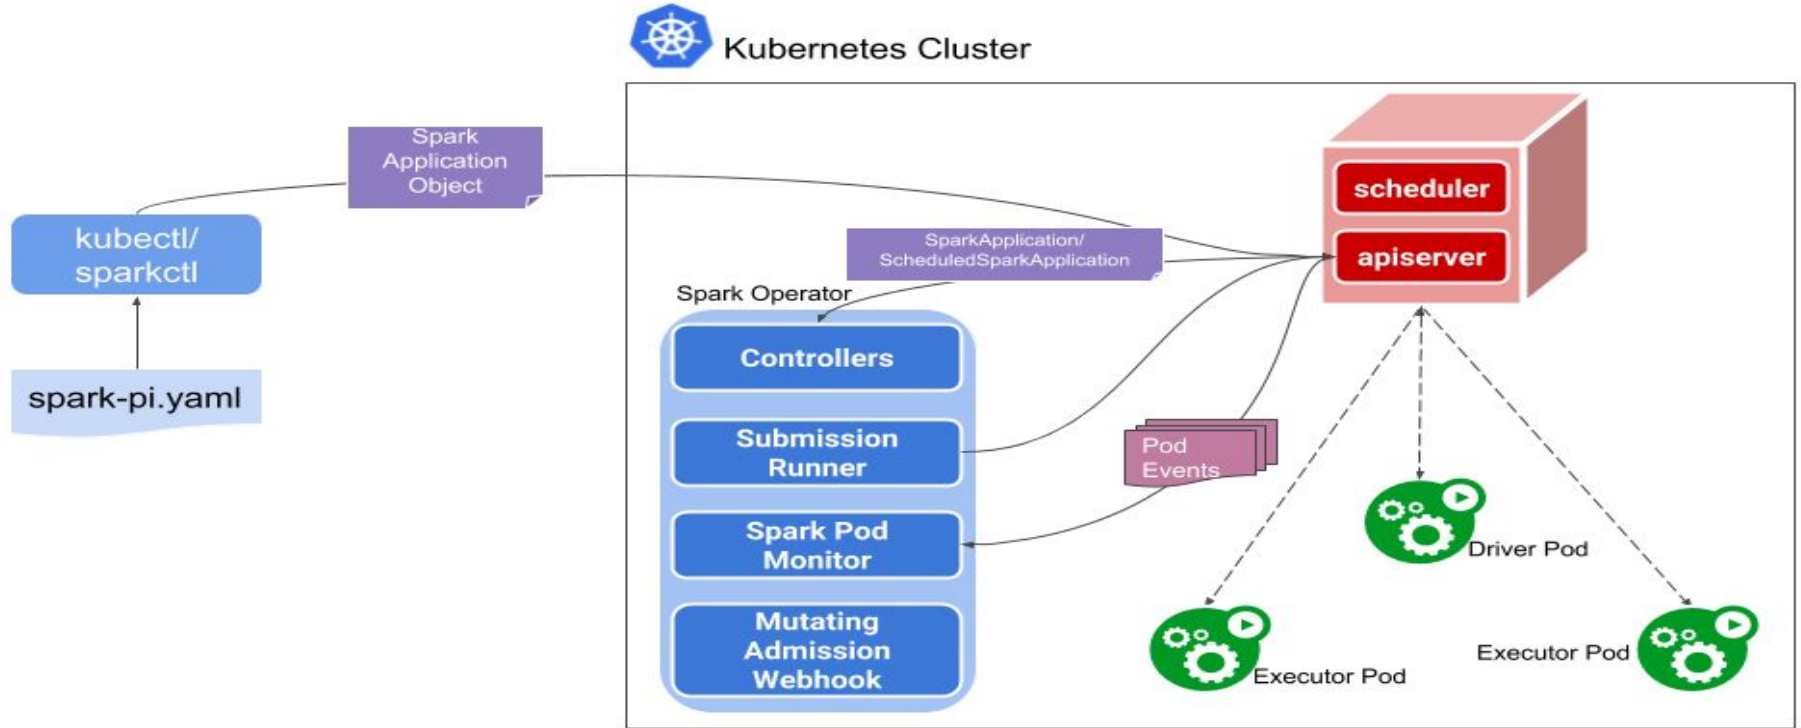 Kubernetes Cluster
Spark
Application
Object
scheduler
kubectl/
sparkctl
SparkApplication/
ScheduledSparkApplication
apiserver
Spark Operator
Controllers
spark-pi.yaml
Submission
Runner
Pod
Events
Spark Pod
Monitor
Driver Pod
Mutating
Admission
Webhook
Executor Pod
Executor Pod